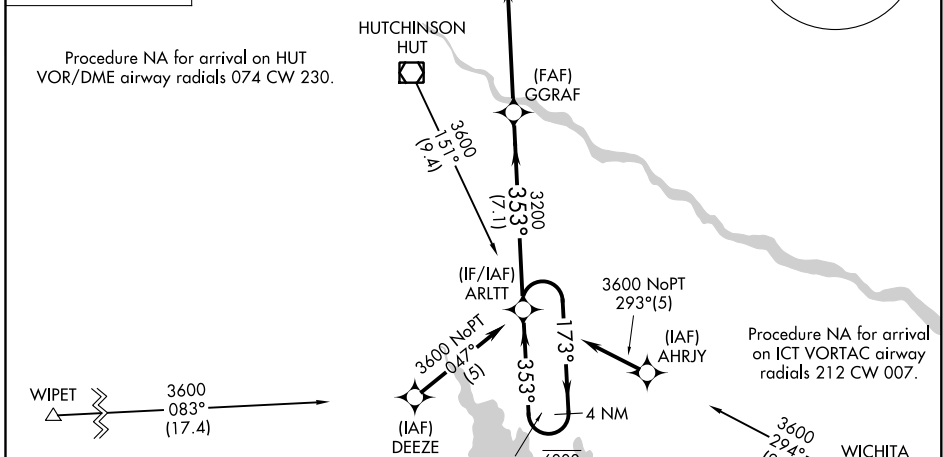 HUTCHINSON
HUT
Procedure NA for arrival on HUT
VOR/DME airway radials 074 CW 230.
(FAF)
GGRAF
3600
151°
(9.4)
3200
353°
(7.1)
(IF/IAF)
ARLTT
3600 NoPT
293°(5)
3600 NoPT
047°
(5)
173°
353°
(IAF)
AHRJY
Procedure NA for arrival
on ICT VORTAC airway
radials 212 CW 007.
WIPET
3600
083°
(17.4)
4 NM
(IAF)
DEEZE
3600
294°
WICHITA